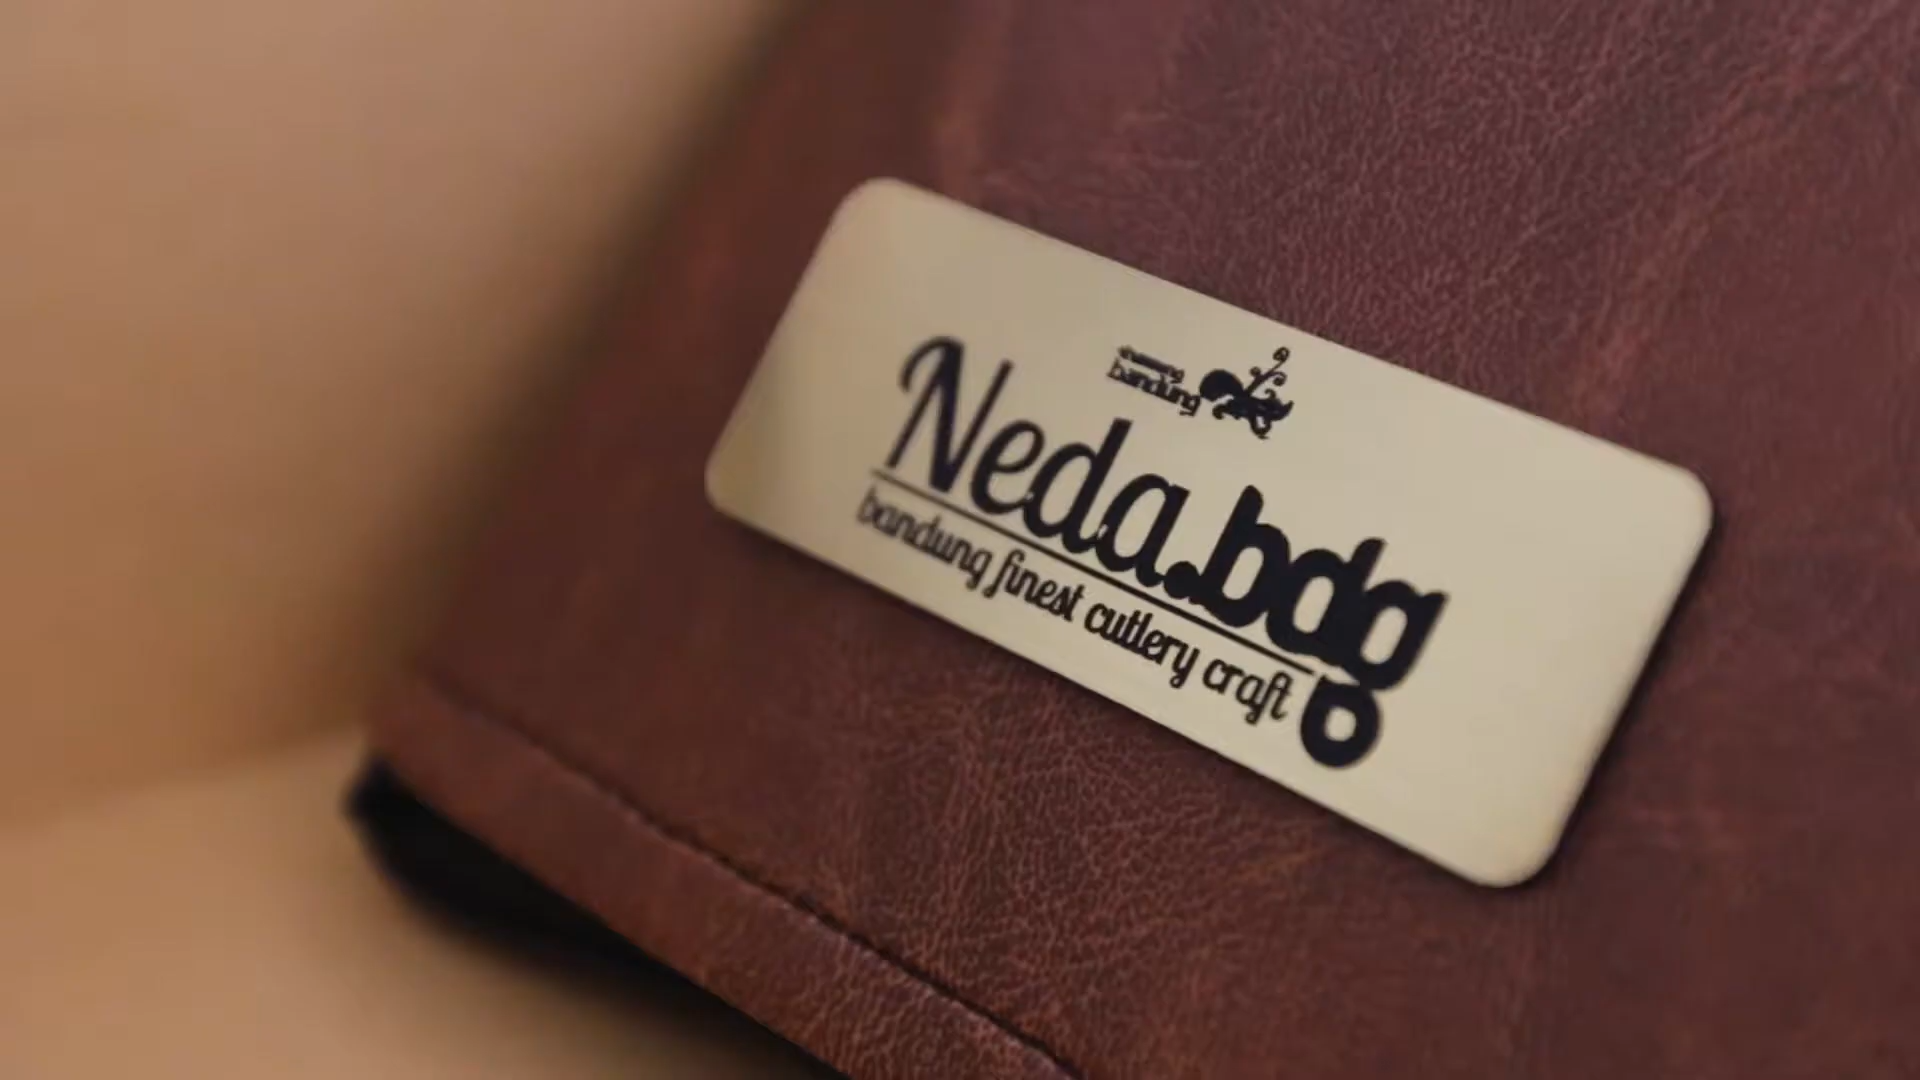 bandung
Neda.bdg
bandung finest cutlery craft